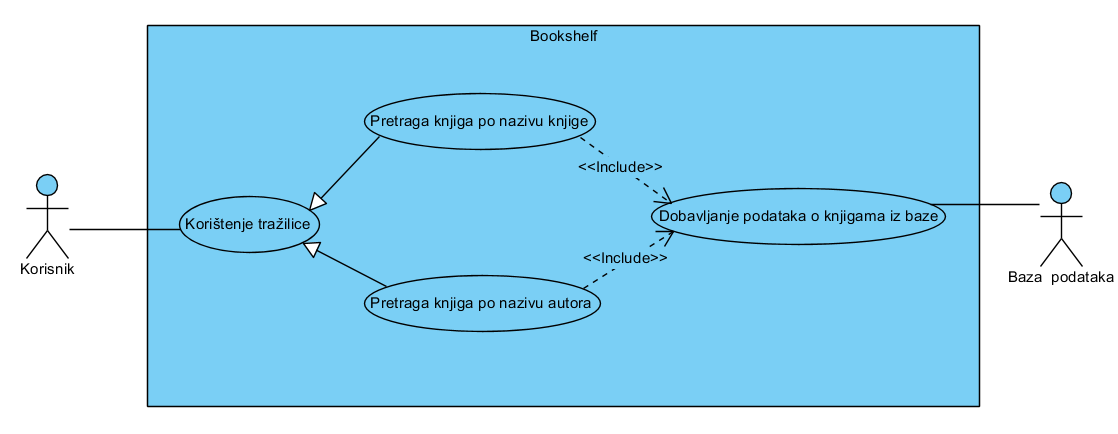 Bookshelf
Pretraga knjiga po nazivu knjige
<<Include>>
Korištenje tražilice
Dobavljanje podataka o knjigama iz baze
<<Include>>
Korisnik
Baza  podataka
Pretraga knjiga po nazivu autora